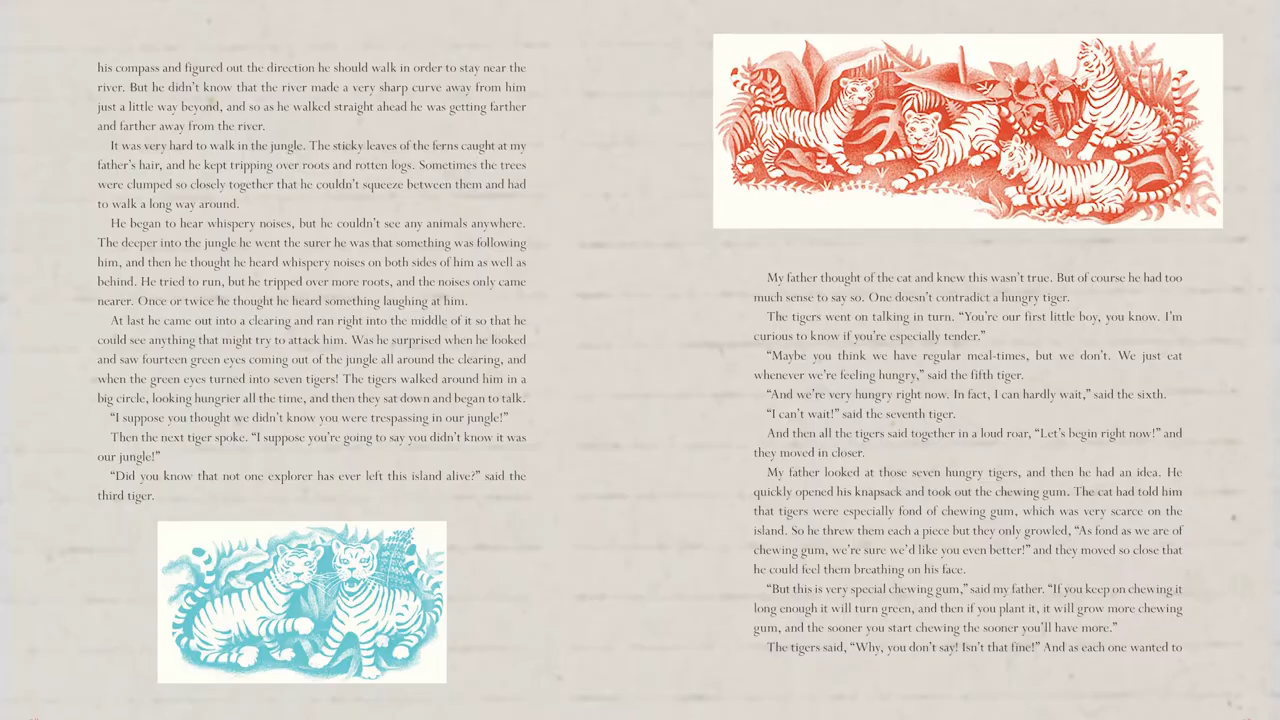 his compass and figured out the direction he should walk in order to stay near the
river. But he didn't know that the river made a very sharp curve away from him
just a little way beyond, and so as he walked straight ahead he was getting farther
and farther away from the river.
It was very hard to walk in the jungle. The sticky leaves of the ferns caught at my
father's hair, and he kept tripping over roots and rotten logs. Sometimes the trees
were clumped so closely together that he couldn't squeeze between them and had
to walk a long way around.
He began to hear whispery noises, but he couldn't see any animals anywhere.
The deeper into the jungle he went the surer he was that something was following
him, and then he thought he heard whispery noises on both sides of him as well as
behind. He tried to run, but he tripped over more roots, and the noises only came
nearer. Once or twice he thought he heard something laughing at him.
At last he came out into a clearing and ran right into the middle of it so that he
could see anything that might try to attack him. Was he surprised when he looked
and saw fourteen green eyes coming out of the jungle all around the clearing, and
when the green eyes turned into seven tigers! The tigers walked around him in a
big circle, looking hungrier all the time, and then they sat down and began to talk.
“I suppose you thought we didn't know you were trespassing in our jungle!”
Then the next tiger spoke. “I suppose you're going to say you didn't know it was
our jungle!”
“Did you know that not one explorer has ever left this island alive?” said the
third tiger.
My father thought of the cat and knew this wasn't true. But of course he had too
much sense to say so. One doesn't contradict a hungry tiger.
The tigers went on talking in turn. “You're our first little boy, you know. I'm
curious to know if you're especially tender.”
“Maybe you think we have regular meal-times, but we don't. We just eat
whenever we're feeling hungry,” said the fifth tiger.
“And we're very hungry right now. In fact, I can hardly wait,” said the sixth.
“I can't wait!” said the seventh tiger.
And then all the tigers said together in a loud roar, “Let's begin right now!” and
they moved in closer.
My father looked at those seven hungry tigers, and then he had an idea. He
quickly opened his knapsack and took out the chewing gum. The cat had told him
that tigers were especially fond of chewing gum, which was very scarce on the
island. So he threw them each a piece but they only growled, “As fond as we are of
chewing gum, we're sure we'd like you even better!” and they moved so close that
he could feel them breathing on his face.
“But this is very special chewing gum,” said my father. “If you keep on chewing it
long enough it will turn green, and then if you plant it, it will grow more chewing
gum, and the sooner you start chewing the sooner you'll have more.”
The tigers said, “Why, you don't say! Isn't that fine!” And as each one wanted to